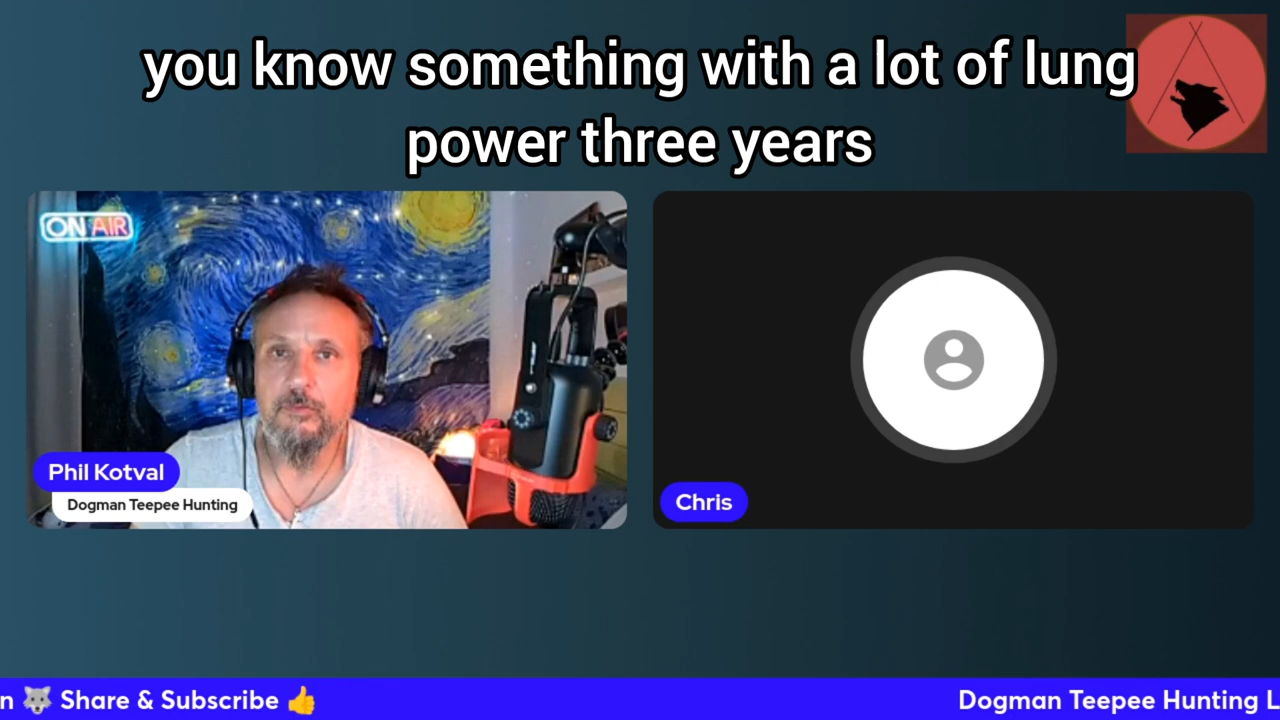 you know something with a lot of lung
power three years
ON AIR
Phil Kotval
Dogman Teepee Hunting
Chris
n 🐺 Share & Subscribe 👍
Dogman Teepee Hunting L